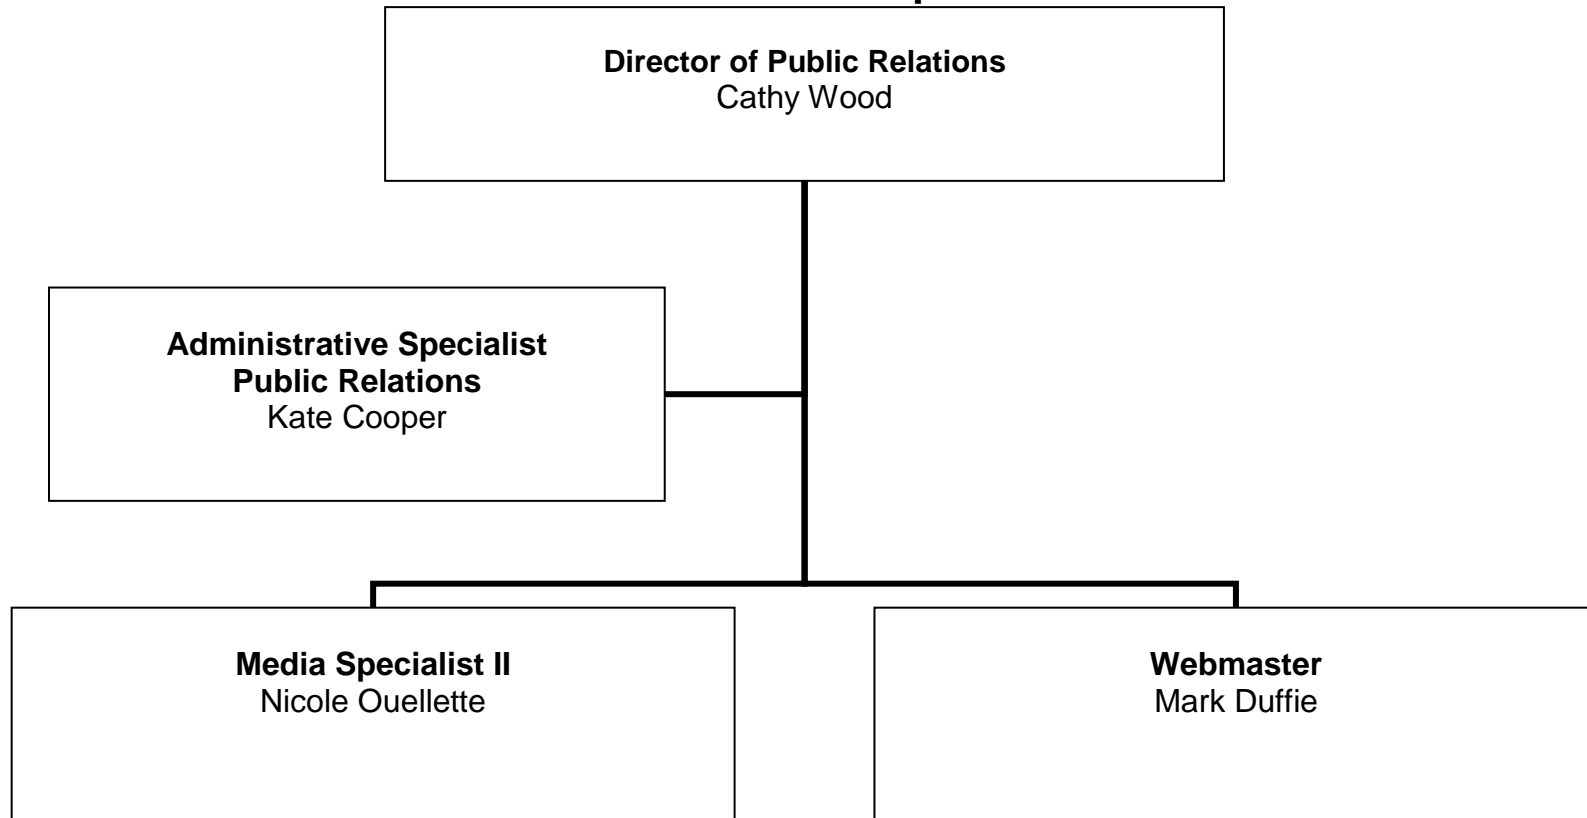 Director of Public Relations
Cathy Wood
Administrative Specialist
Public Relations
Kate Cooper
Media Specialist II
Nicole Ouellette
Webmaster
Mark Duffie